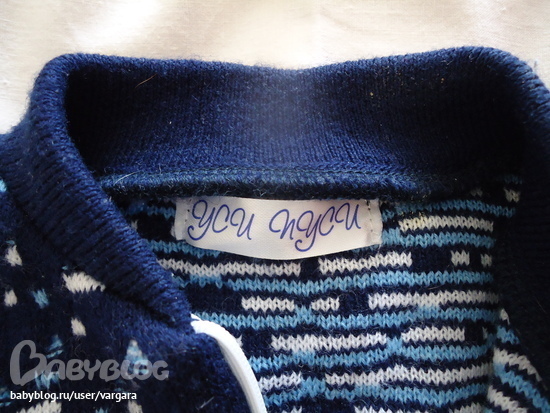 УСИ ПУСИ
BABYBLOG
babyblog.ru/user/vargara